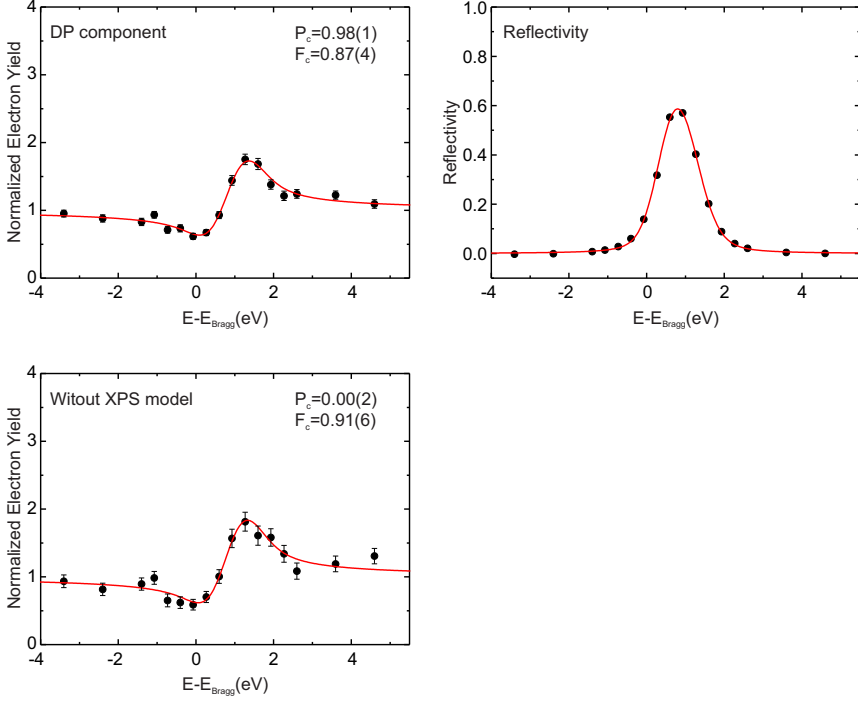 DP component
P_c=0.98(1)
F_c=0.87(4)
Normalized Electron Yield
4
3
2
1
0
-4 -2 0 2 4
E-E_Bragg(eV)
Reflectivity
Reflectivity
1.0
0.8
0.6
0.4
0.2
0.0
-4 -2 0 2 4
E-E_Bragg(eV)
Witout XPS model
P_c=0.00(2)
F_c=0.91(6)
Normalized Electron Yield
4
3
2
1
0
-4 -2 0 2 4
E-E_Bragg(eV)